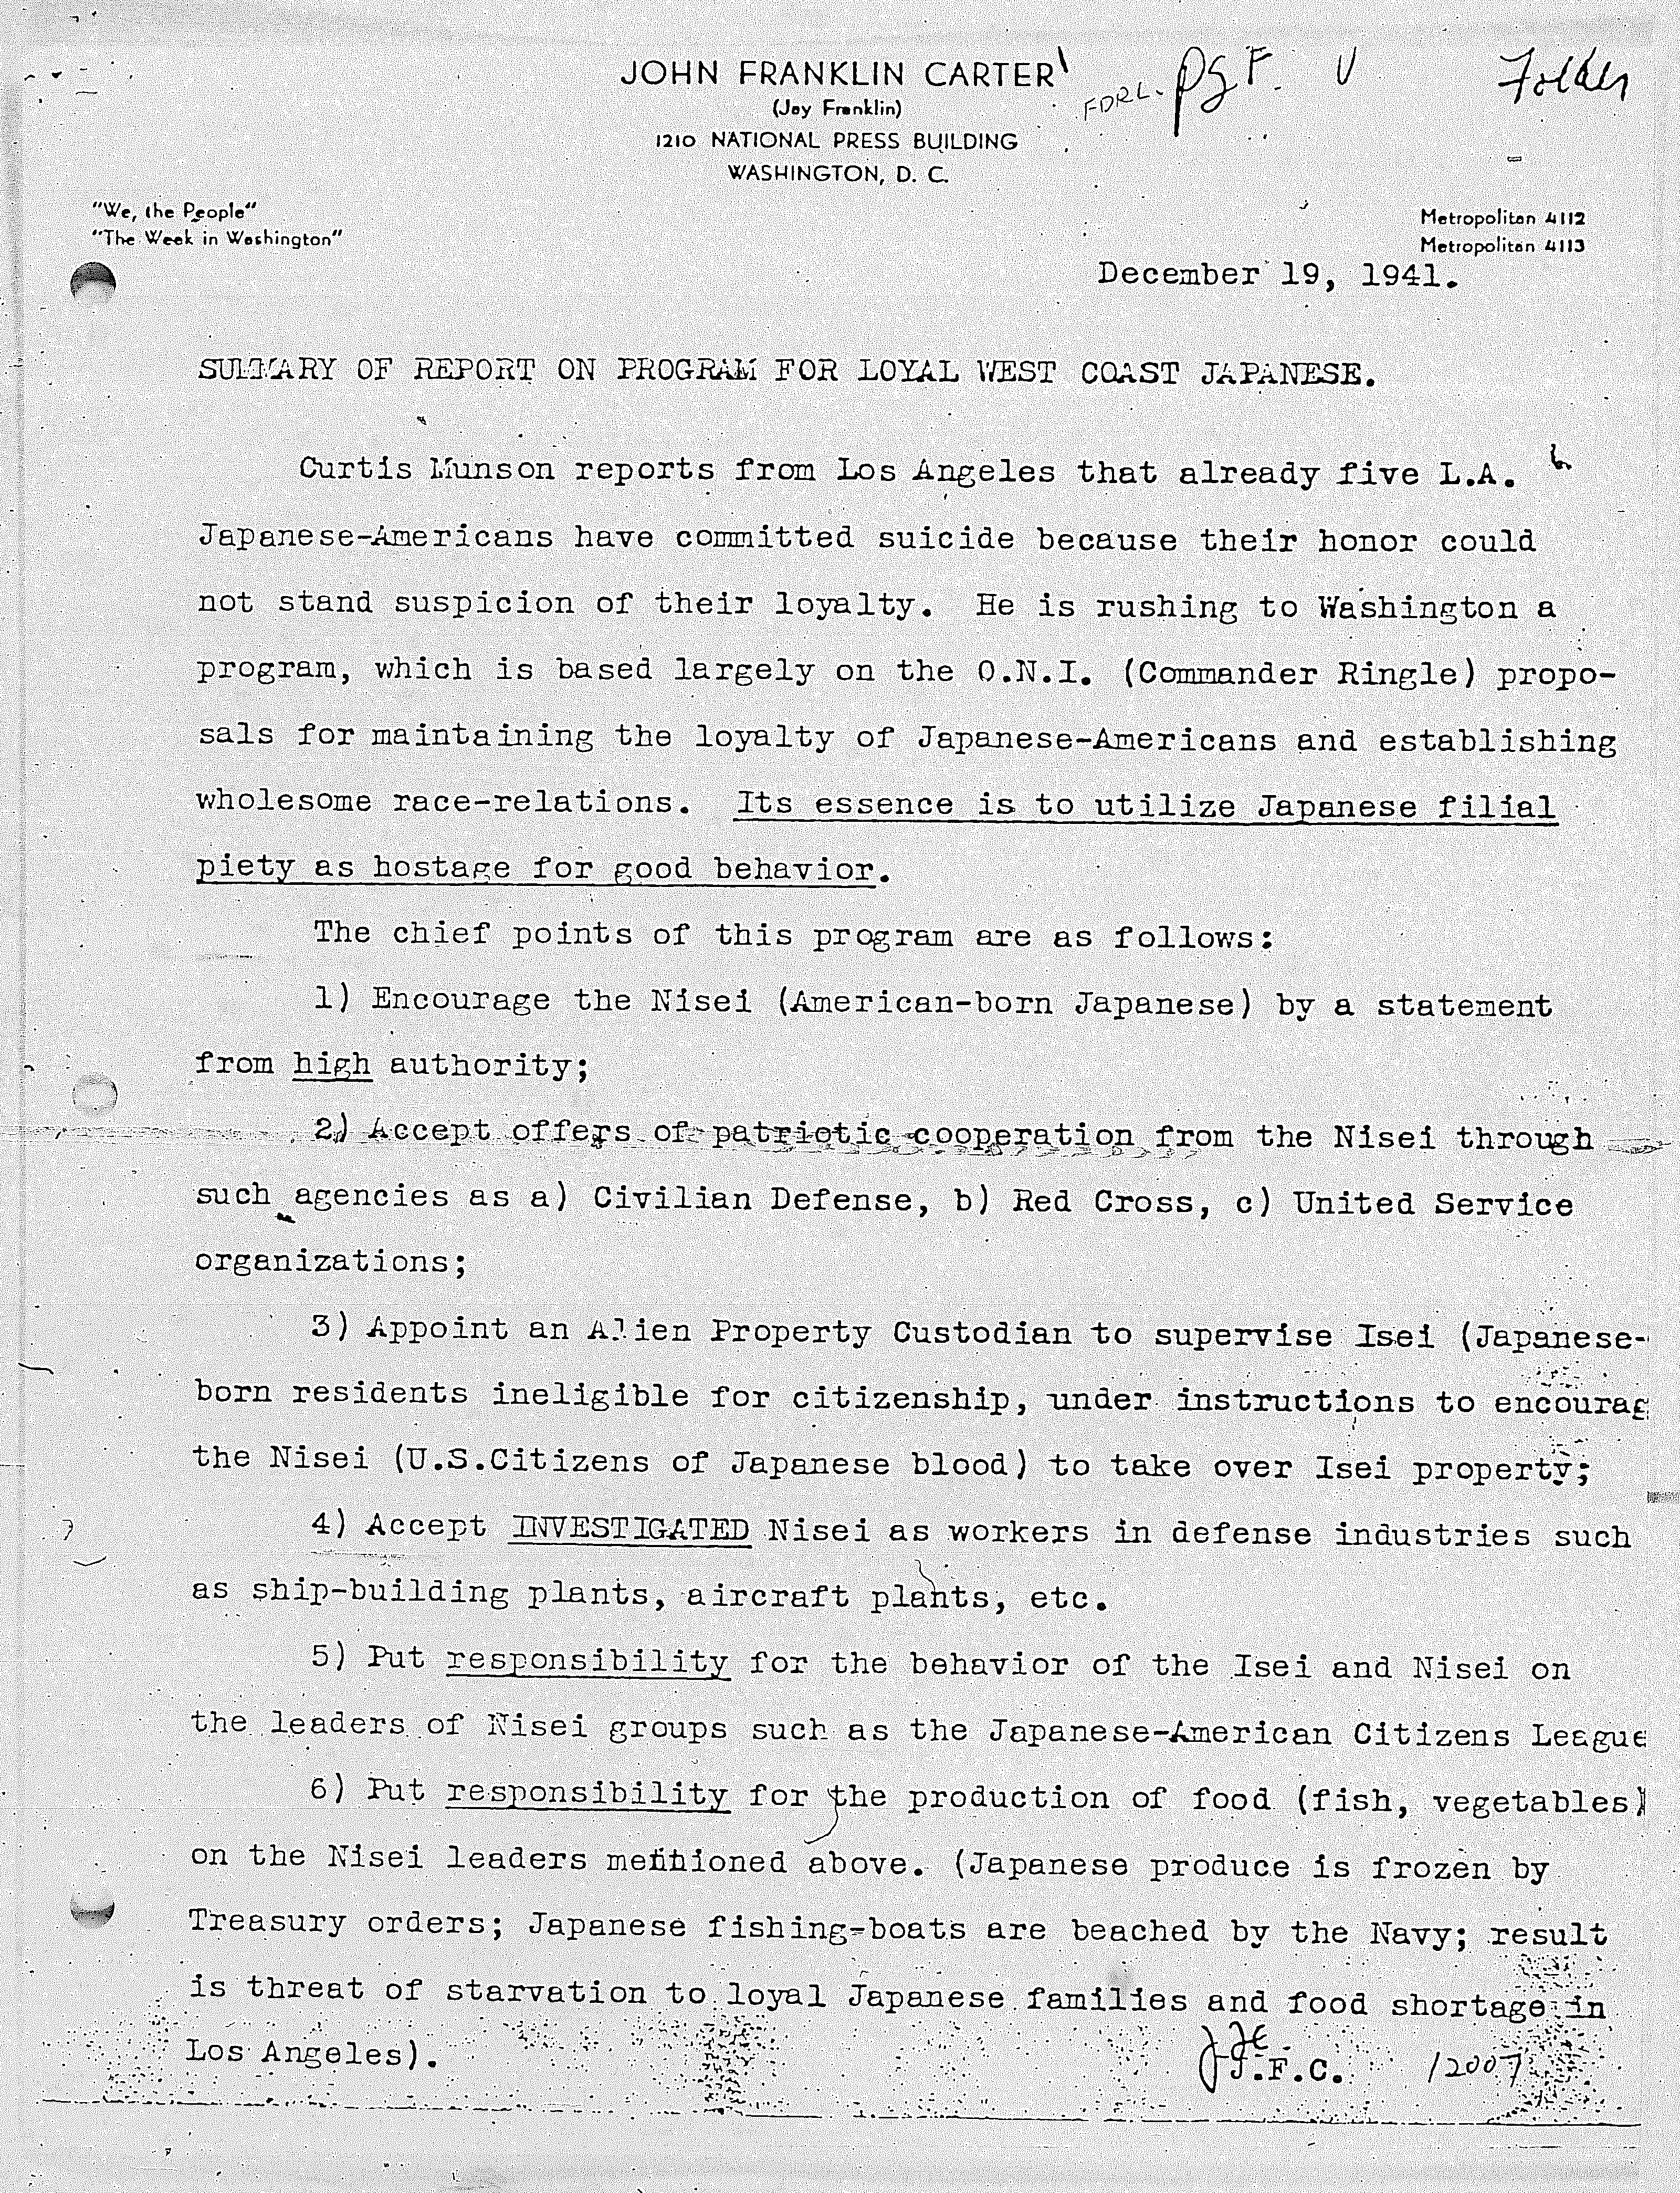 JOHN FRANKLIN CARTER
(Jay Franklin)
1210 NATIONAL PRESS BUILDING
WASHINGTON, D. C.
FDRL. PSF. Folder
"We, the People"
"The Week in Washington"
Metropolitan 4112
Metropolitan 4113
December 19, 1941.
SUMMARY OF REPORT ON PROGRAM FOR LOYAL WEST COAST JAPANESE.
Curtis Munson reports from Los Angeles that already five L.A.
Japanese-Americans have committed suicide because their honor could
not stand suspicion of their loyalty. He is rushing to Washington a
program, which is based largely on the O.N.I. (Commander Ringle) propo-
sals for maintaining the loyalty of Japanese-Americans and establishing
wholesome race-relations. Its essence is to utilize Japanese filial
piety as hostage for good behavior.
The chief points of this program are as follows:
1) Encourage the Nisei (American-born Japanese) by a statement
from high authority;
2) Accept offers of patriotic cooperation from the Nisei through
such agencies as a) Civilian Defense, b) Red Cross, c) United Service
organizations;
3) Appoint an Alien Property Custodian to supervise Isei (Japanese-
born residents ineligible for citizenship, under instructions to encourag
the Nisei (U.S.Citizens of Japanese blood) to take over Isei property;
4) Accept INVESTIGATED Nisei as workers in defense industries such
as ship-building plants, aircraft plants, etc.
5) Put responsibility for the behavior of the Isei and Nisei on
the leaders of Nisei groups such as the Japanese-American Citizens League
6) Put responsibility for the production of food (fish, vegetables)
on the Nisei leaders mentioned above. (Japanese produce is frozen by
Treasury orders; Japanese fishing-boats are beached by the Navy; result
is threat of starvation to loyal Japanese families and food shortage in
Los Angeles).
J.F.C. 12007